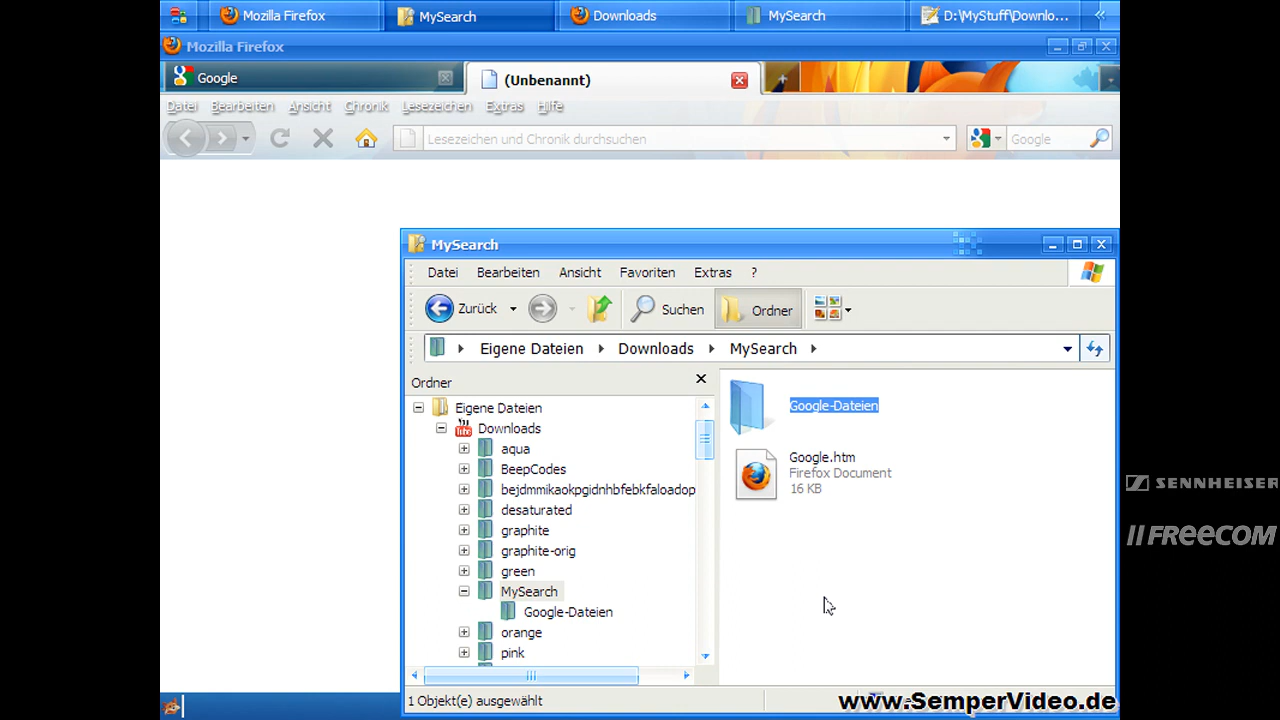 Mozilla Firefox
MySearch
Downloads
MySearch
D:\MyStuff\Downlo...
Mozilla Firefox
Google
(Unbenannt)
Datei Bearbeiten Ansicht Chronik Lesezeichen Extras Hilfe
Lesezeichen und Chronik durchsuchen
Google
MySearch
Datei Bearbeiten Ansicht Favoriten Extras ?
Zurück
Suchen
Ordner
Eigene Dateien
Downloads
MySearch
Ordner
Eigene Dateien
Downloads
aqua
BeepCodes
bejdmmikaokpgidnhbfebkfaloadop
desaturated
graphite
graphite-orig
green
MySearch
Google-Dateien
orange
pink
Google-Dateien
Google.htm
Firefox Document
16 KB
1 Objekt(e) ausgewählt
www.SemperVideo.de
SENNHEISER
FREECOM